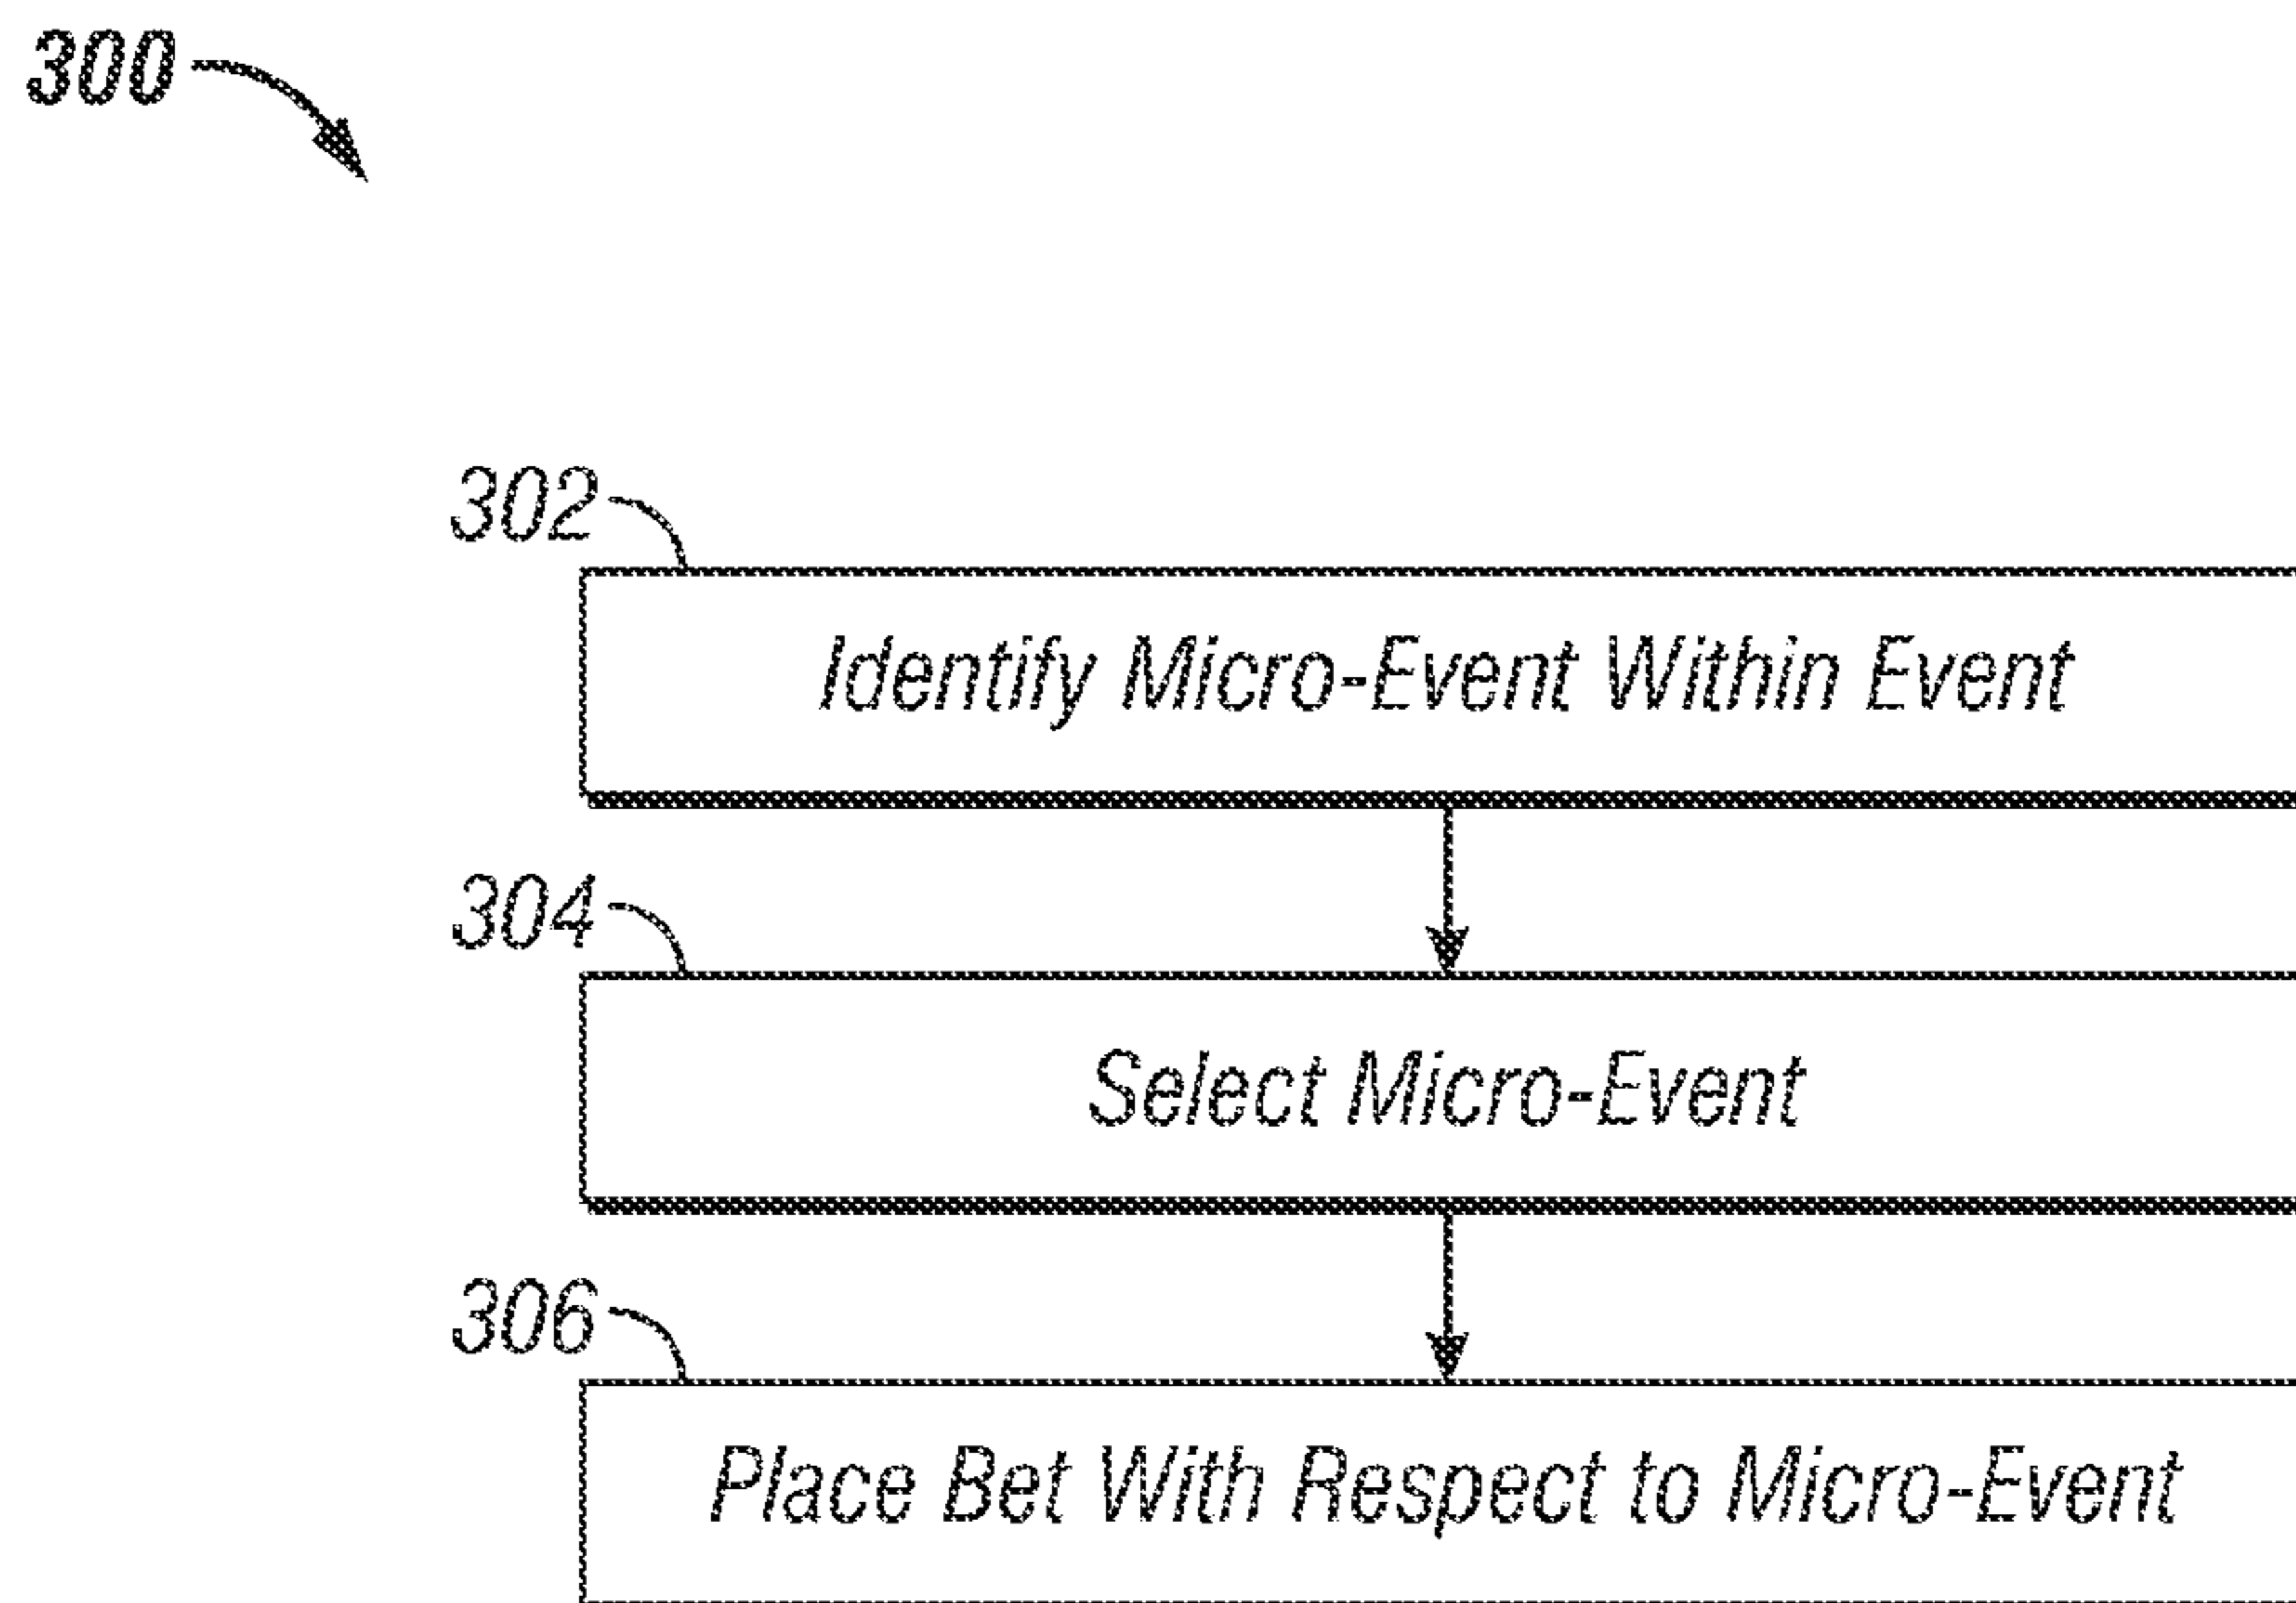 300
302
Identify Micro-Event Within Event
304
Select Micro-Event
306
Place Bet With Respect to Micro-Event